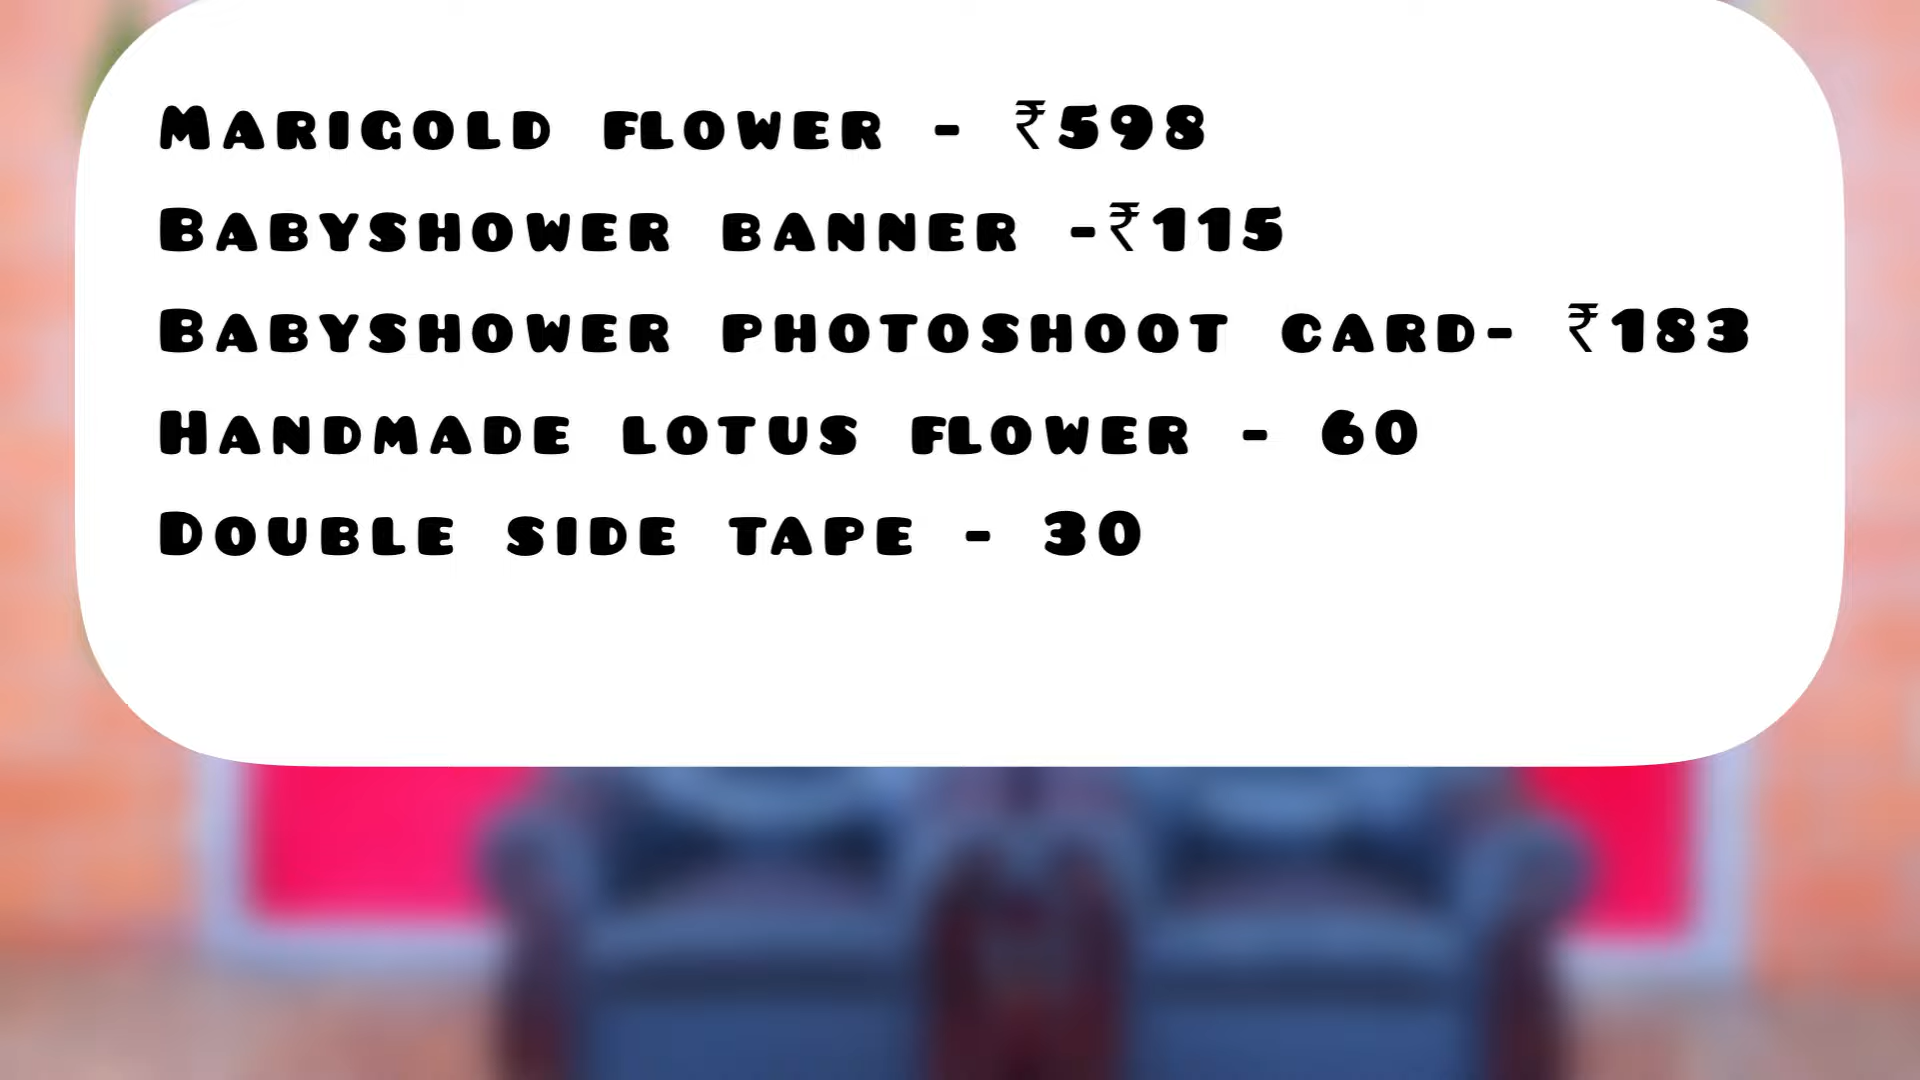 Marigold flower - ₹598
Babyshower banner -₹115
Babyshower photoshoot card- ₹183
Handmade lotus flower - 60
Double side tape - 30